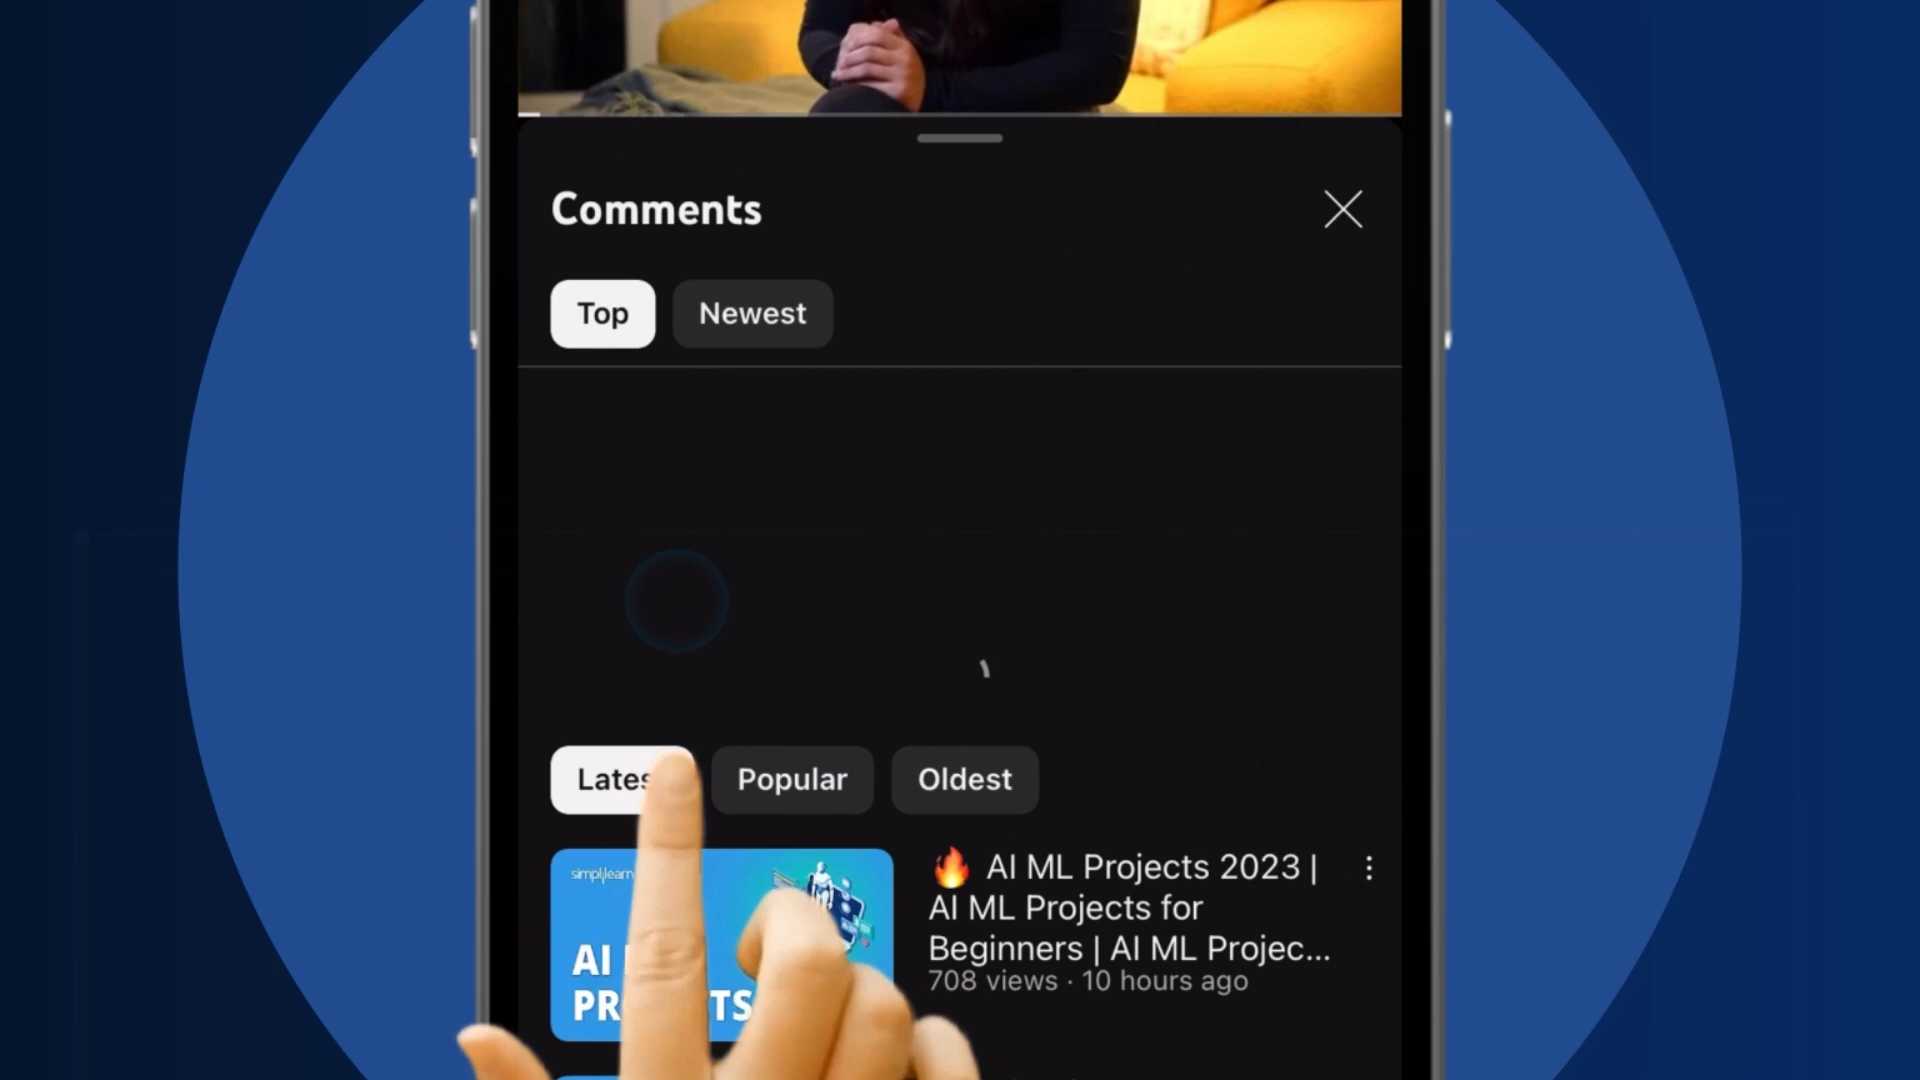 Comments
Top
Newest
Lates
Popular
Oldest
simplilearn
AI
PR TS
🔥 AI ML Projects 2023 |
AI ML Projects for
Beginners | AI ML Projec...
708 views · 10 hours ago